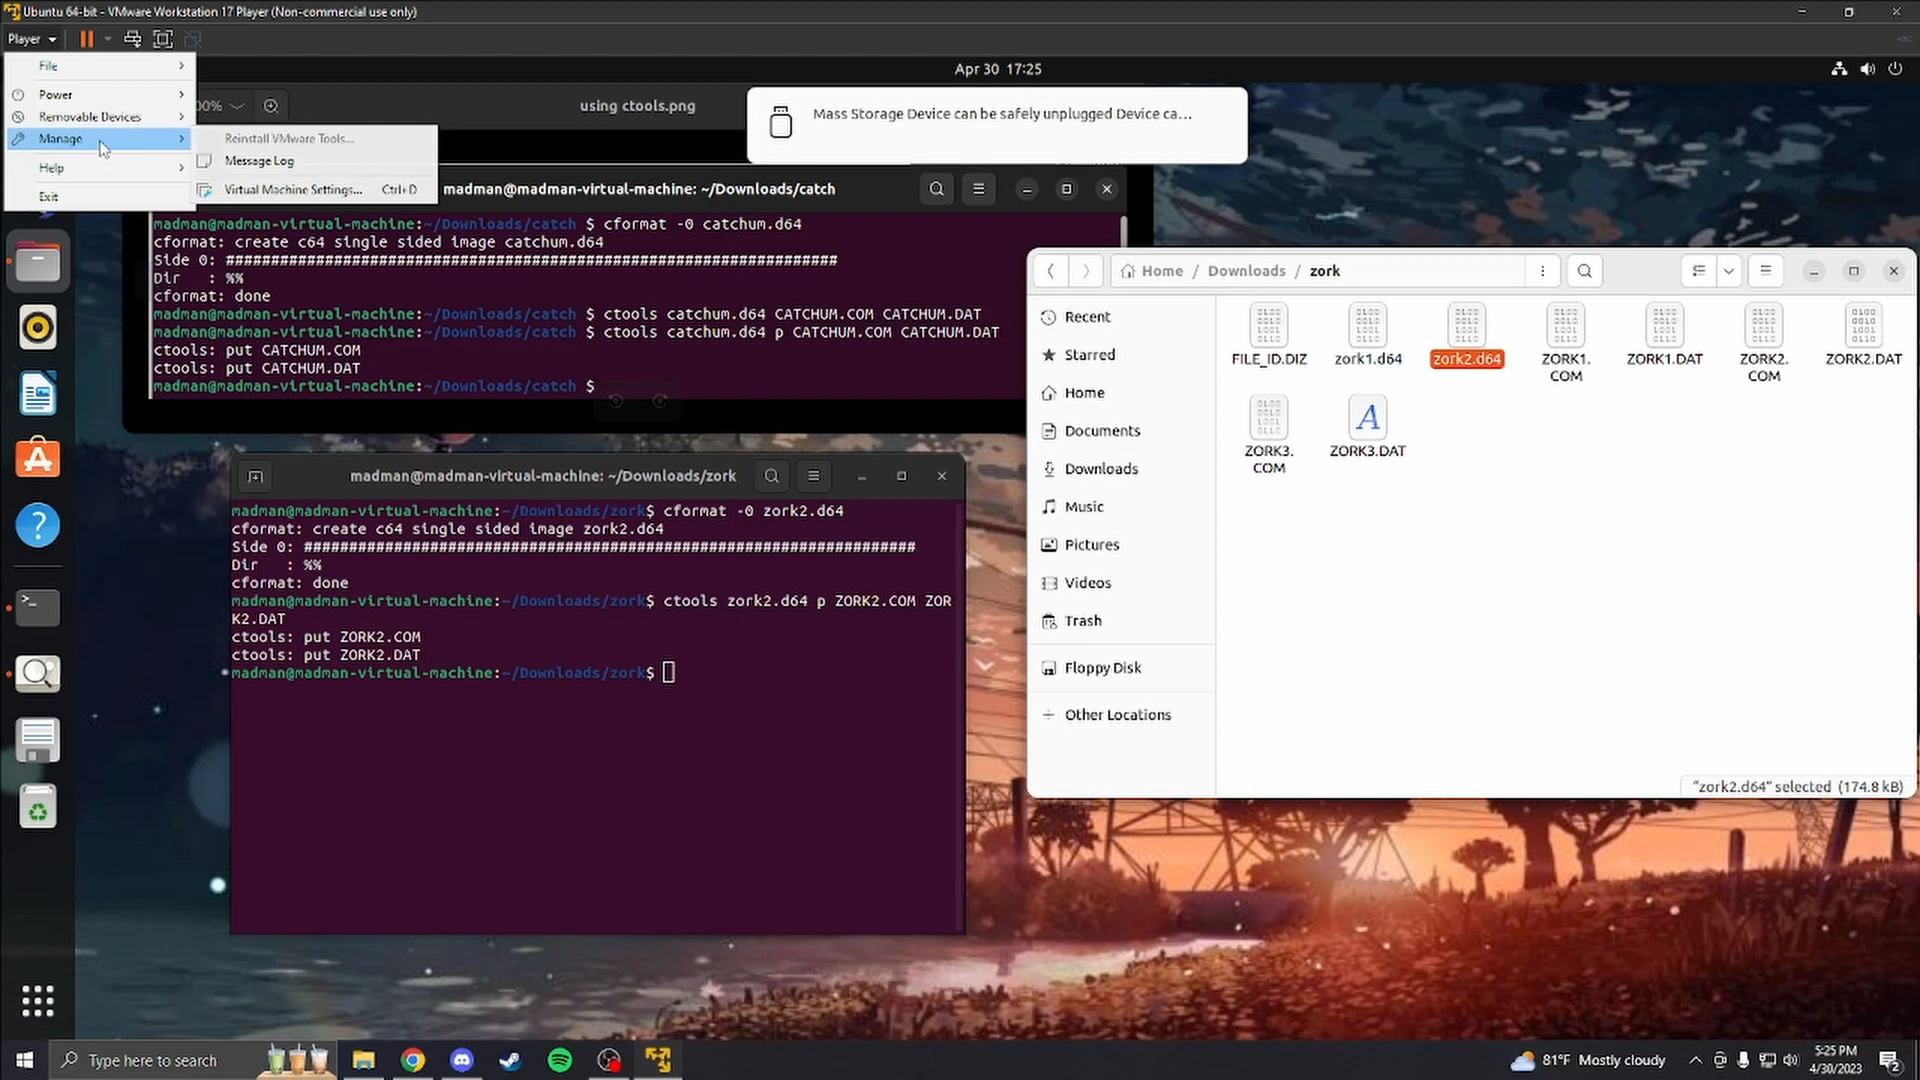 Ubuntu 64-bit - VMware Workstation 17 Player (Non-commercial use only)
Player
File
Power
Removable Devices
Manage
Help
Exit
Reinstall VMware Tools...
Message Log
Virtual Machine Settings... Ctrl+D
Apr 30 17:25
using ctools.png
Mass Storage Device can be safely unplugged Device ca...
madman@madman-virtual-machine: ~/Downloads/catch
madman@madman-virtual-machine:~/Downloads/catch $ cformat -0 catchum.d64
cformat: create c64 single sided image catchum.d64
Side 0: ####################################################################
Dir   : %%
cformat: done
madman@madman-virtual-machine:~/Downloads/catch $ ctools catchum.d64 CATCHUM.COM CATCHUM.DAT
madman@madman-virtual-machine:~/Downloads/catch $ ctools catchum.d64 p CATCHUM.COM CATCHUM.DAT
ctools: put CATCHUM.COM
ctools: put CATCHUM.DAT
madman@madman-virtual-machine:~/Downloads/catch $
madman@madman-virtual-machine: ~/Downloads/zork
madman@madman-virtual-machine:~/Downloads/zork$ cformat -0 zork2.d64
cformat: create c64 single sided image zork2.d64
Side 0: ####################################################################
Dir   : %%
cformat: done
madman@madman-virtual-machine:~/Downloads/zork$ ctools zork2.d64 p ZORK2.COM ZOR
K2.DAT
ctools: put ZORK2.COM
ctools: put ZORK2.DAT
madman@madman-virtual-machine:~/Downloads/zork$
Home / Downloads / zork
Recent
Starred
Home
Documents
Downloads
Music
Pictures
Videos
Trash
Floppy Disk
Other Locations
FILE_ID.DIZ
zork1.d64
zork2.d64
ZORK1.
COM
ZORK1.DAT
ZORK2.
COM
ZORK2.DAT
ZORK3.
COM
ZORK3.DAT
"zork2.d64" selected (174.8 kB)
Type here to search
81°F Mostly cloudy
5:25 PM
4/30/2023
2